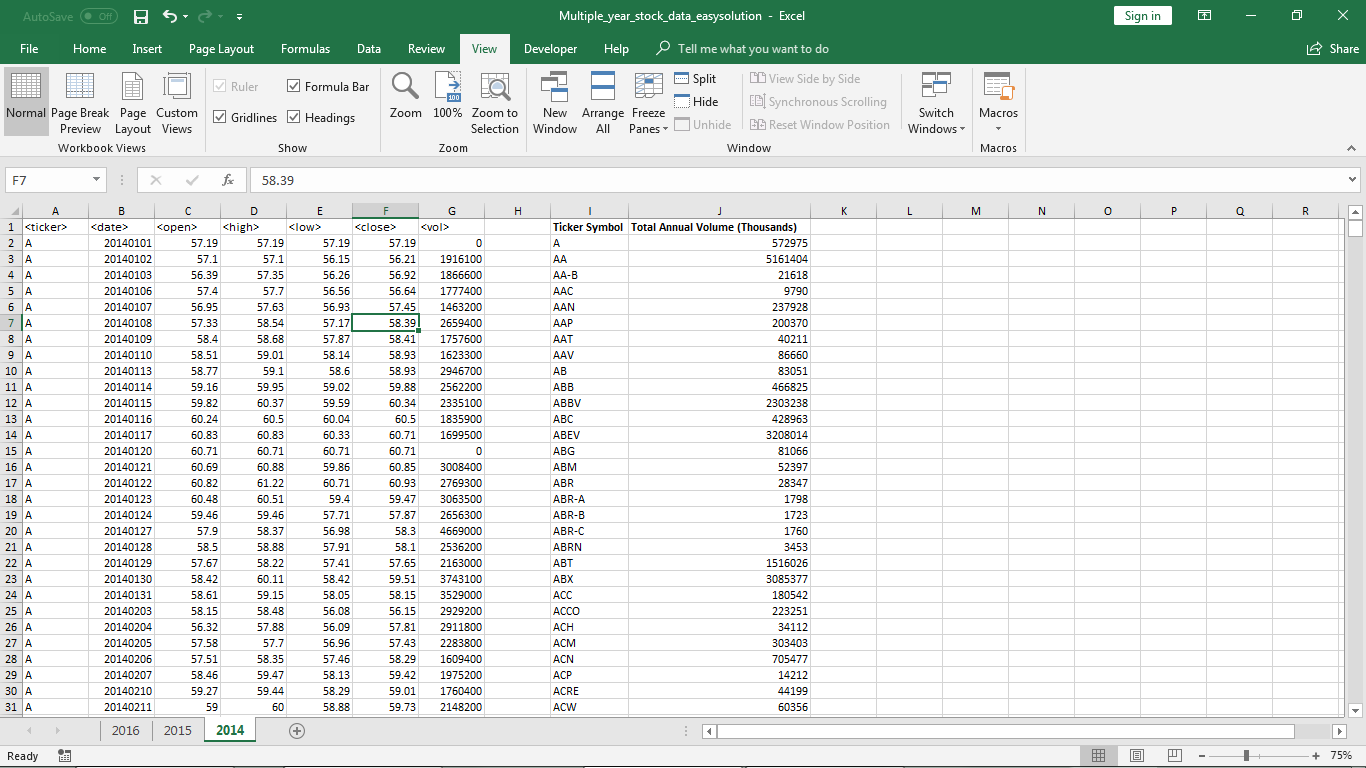 AutoSave Off Multiple_year_stock_data_easysolution - Excel Sign in
File Home Insert Page Layout Formulas Data Review View Developer Help Tell me what you want to do Share
Normal Page Break Preview Page Layout Custom Views
Workbook Views
Ruler Formula Bar
Gridlines Headings
Show
Zoom 100% Zoom to Selection
Zoom
New Window Arrange All Freeze Panes
Split
Hide
Unhide
View Side by Side
Synchronous Scrolling
Reset Window Position
Switch Windows
Window
Macros
Macros
F7 fx 58.39
A B C D E F G H I J K L M N O P Q R
1 <ticker> <date> <open> <high> <low> <close> <vol> Ticker Symbol Total Annual Volume (Thousands)
2 A 20140101 57.19 57.19 57.19 57.19 0 A 572975
3 A 20140102 57.1 57.1 56.15 56.21 1916100 AA 5161404
4 A 20140103 56.39 57.35 56.26 56.92 1866600 AA-B 21618
5 A 20140106 57.4 57.7 56.56 56.64 1777400 AAC 9790
6 A 20140107 56.95 57.63 56.93 57.45 1463200 AAN 237928
7 A 20140108 57.33 58.54 57.17 58.39 2659400 AAP 200370
8 A 20140109 58.4 58.68 57.87 58.41 1757600 AAT 40211
9 A 20140110 58.51 59.01 58.14 58.93 1623300 AAV 86660
10 A 20140113 58.77 59.1 58.6 58.93 2946700 AB 83051
11 A 20140114 59.16 59.95 59.02 59.88 2562200 ABB 466825
12 A 20140115 59.82 60.37 59.59 60.34 2335100 ABBV 2303238
13 A 20140116 60.24 60.5 60.04 60.5 1835900 ABC 428963
14 A 20140117 60.83 60.83 60.33 60.71 1699500 ABEV 3208014
15 A 20140120 60.71 60.71 60.71 60.71 0 ABG 81066
16 A 20140121 60.69 60.88 59.86 60.85 3008400 ABM 52397
17 A 20140122 60.82 61.22 60.71 60.93 2769300 ABR 28347
18 A 20140123 60.48 60.51 59.4 59.47 3063500 ABR-A 1798
19 A 20140124 59.46 59.46 57.71 57.87 2656300 ABR-B 1723
20 A 20140127 57.9 58.37 56.98 58.3 4669000 ABR-C 1760
21 A 20140128 58.5 58.88 57.91 58.1 2536200 ABRN 3453
22 A 20140129 57.67 58.22 57.41 57.65 2163000 ABT 1516026
23 A 20140130 58.42 60.11 58.42 59.51 3743100 ABX 3085377
24 A 20140131 58.61 59.15 58.05 58.15 3529000 ACC 180542
25 A 20140203 58.15 58.48 56.08 56.15 2929200 ACCO 223251
26 A 20140204 56.32 57.88 56.09 57.81 2911800 ACH 34112
27 A 20140205 57.58 57.7 56.96 57.43 2283800 ACM 303403
28 A 20140206 57.51 58.35 57.46 58.29 1609400 ACN 705477
29 A 20140207 58.46 59.47 58.13 59.42 1975200 ACP 14212
30 A 20140210 59.27 59.44 58.29 59.01 1760400 ACRE 44199
31 A 20140211 59 60 58.88 59.73 2148200 ACW 60356
2016 2015 2014
Ready 75%